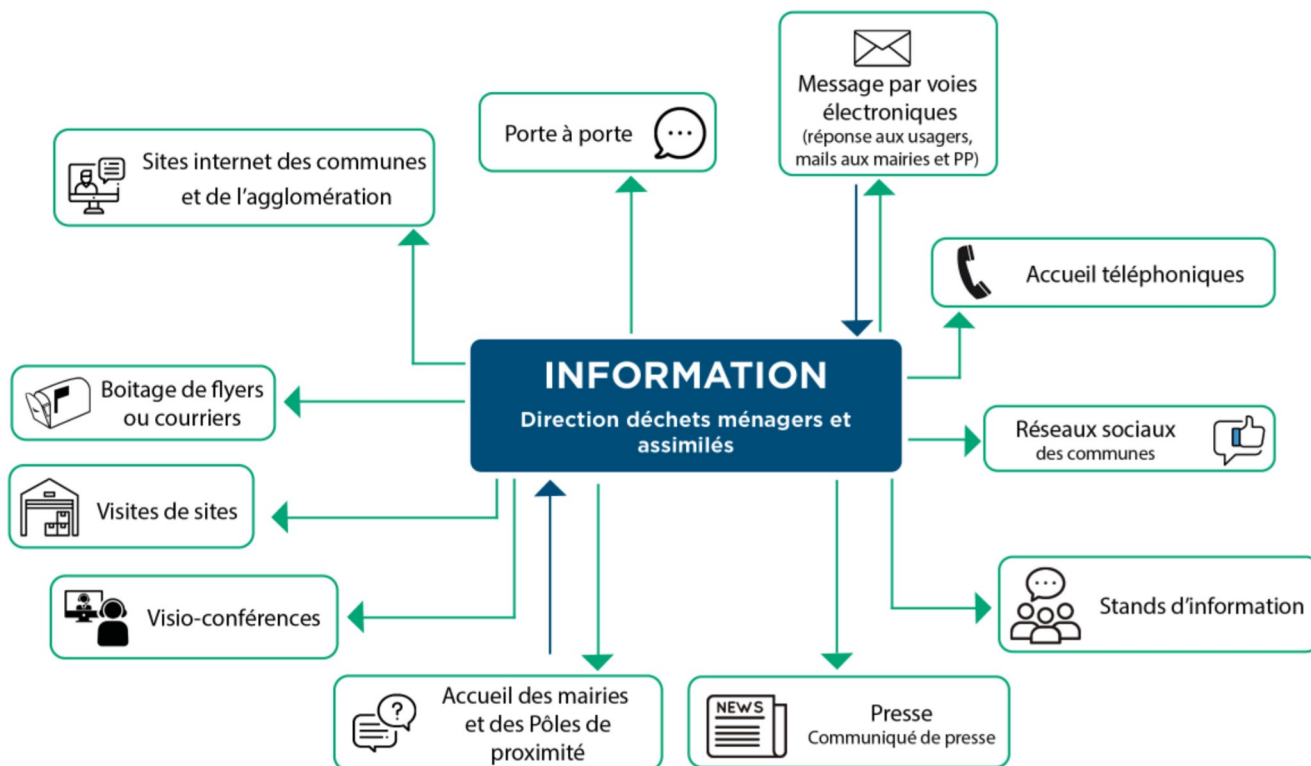 Message par voies
électroniques
(réponse aux usagers,
mails aux mairies et PP)
Porte à porte
Sites internet des communes
et de l'agglomération
Accueil téléphoniques
INFORMATION
Direction déchets ménagers et
assimilés
Boitage de flyers
ou courriers
Réseaux sociaux
des communes
Visites de sites
Visio-conférences
Stands d'information
Accueil des mairies
et des Pôles de
proximité
?
NEWS
Presse
Communiqué de presse